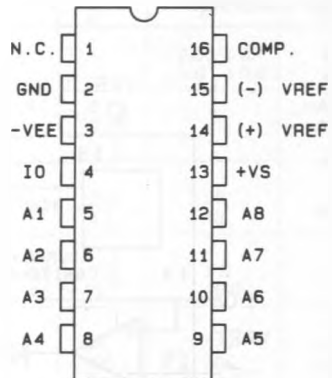 N.C. 1 16 COMP.
GND 2 15 (-) VREF
-VEE 3 14 (+) VREF
IO 4 13 +VS
A1 5 12 A8
A2 6 11 A7
A3 7 10 A6
A4 8 9 A5